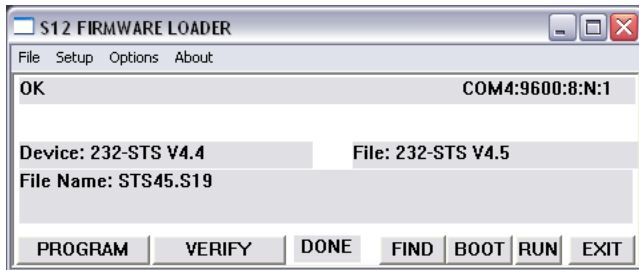 S12 FIRMWARE LOADER
File Setup Options About
OK COM4:9600:8:N:1
Device: 232-STS V4.4 File: 232-STS V4.5
File Name: STS45.S19
PROGRAM VERIFY DONE FIND BOOT RUN EXIT